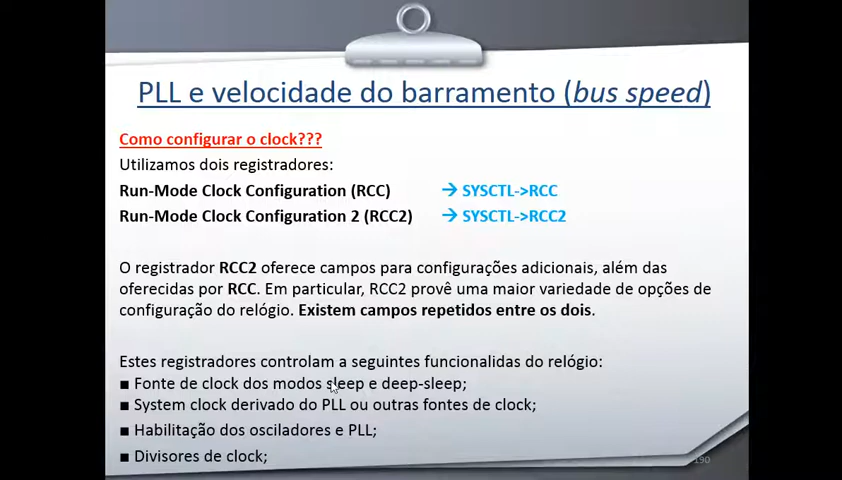 PLL e velocidade do barramento (bus speed)
Como configurar o clock???
Utilizamos dois registradores:
Run-Mode Clock Configuration (RCC) → SYSCTL->RCC
Run-Mode Clock Configuration 2 (RCC2) → SYSCTL->RCC2
O registrador RCC2 oferece campos para configurações adicionais, além das
oferecidas por RCC. Em particular, RCC2 provê uma maior variedade de opções de
configuração do relógio. Existem campos repetidos entre os dois.
Estes registradores controlam a seguintes funcionalidas do relógio:
■ Fonte de clock dos modos sleep e deep-sleep;
■ System clock derivado do PLL ou outras fontes de clock;
■ Habilitação dos osciladores e PLL;
■ Divisores de clock;
190